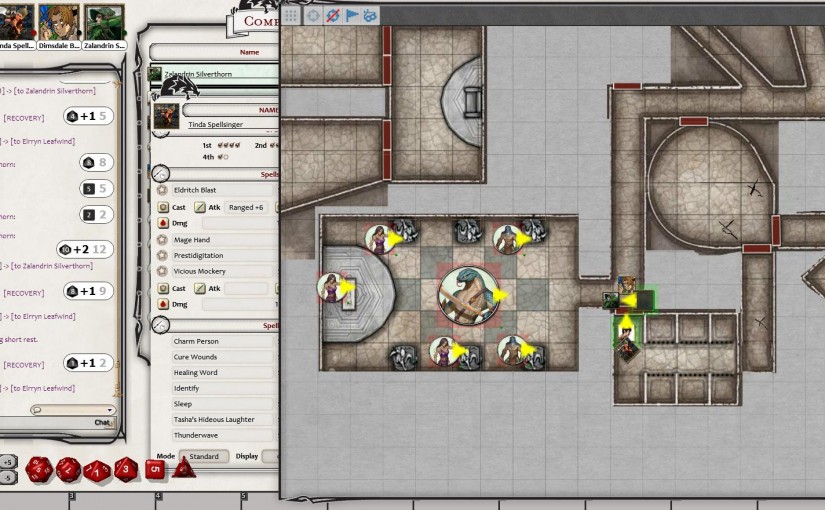 nda Spell...
Dimsdale B...
Zalandrin S...
] -> [to Zalandrin Silverthorn]
[RECOVERY]
+1 5
] -> [to Elrryn Leafwind]
horn:
8
5
5
horn:
2
2
horn:
10
+2 12
-> [to Zalandrin Silverthorn]
[RECOVERY]
+1 9
] -> [to Elrryn Leafwind]
g short rest.
[RECOVERY]
+1 2
-> [to Elrryn Leafwind]
Chat
+5
-5
3
5
COMB
Name
Zalandrin Silverthorn
NAME
Tinda Spellsinger
1st
2nd
4th
Spells
Eldritch Blast
Cast
Atk
Ranged +6
Dmg
Mage Hand
Prestidigitation
Vicious Mockery
Cast
Atk
Dmg
1
Spell
Charm Person
Cure Wounds
Healing Word
Identify
Sleep
Tasha's Hideous Laughter
Thunderwave
Mode
Standard
Display
3
4
5